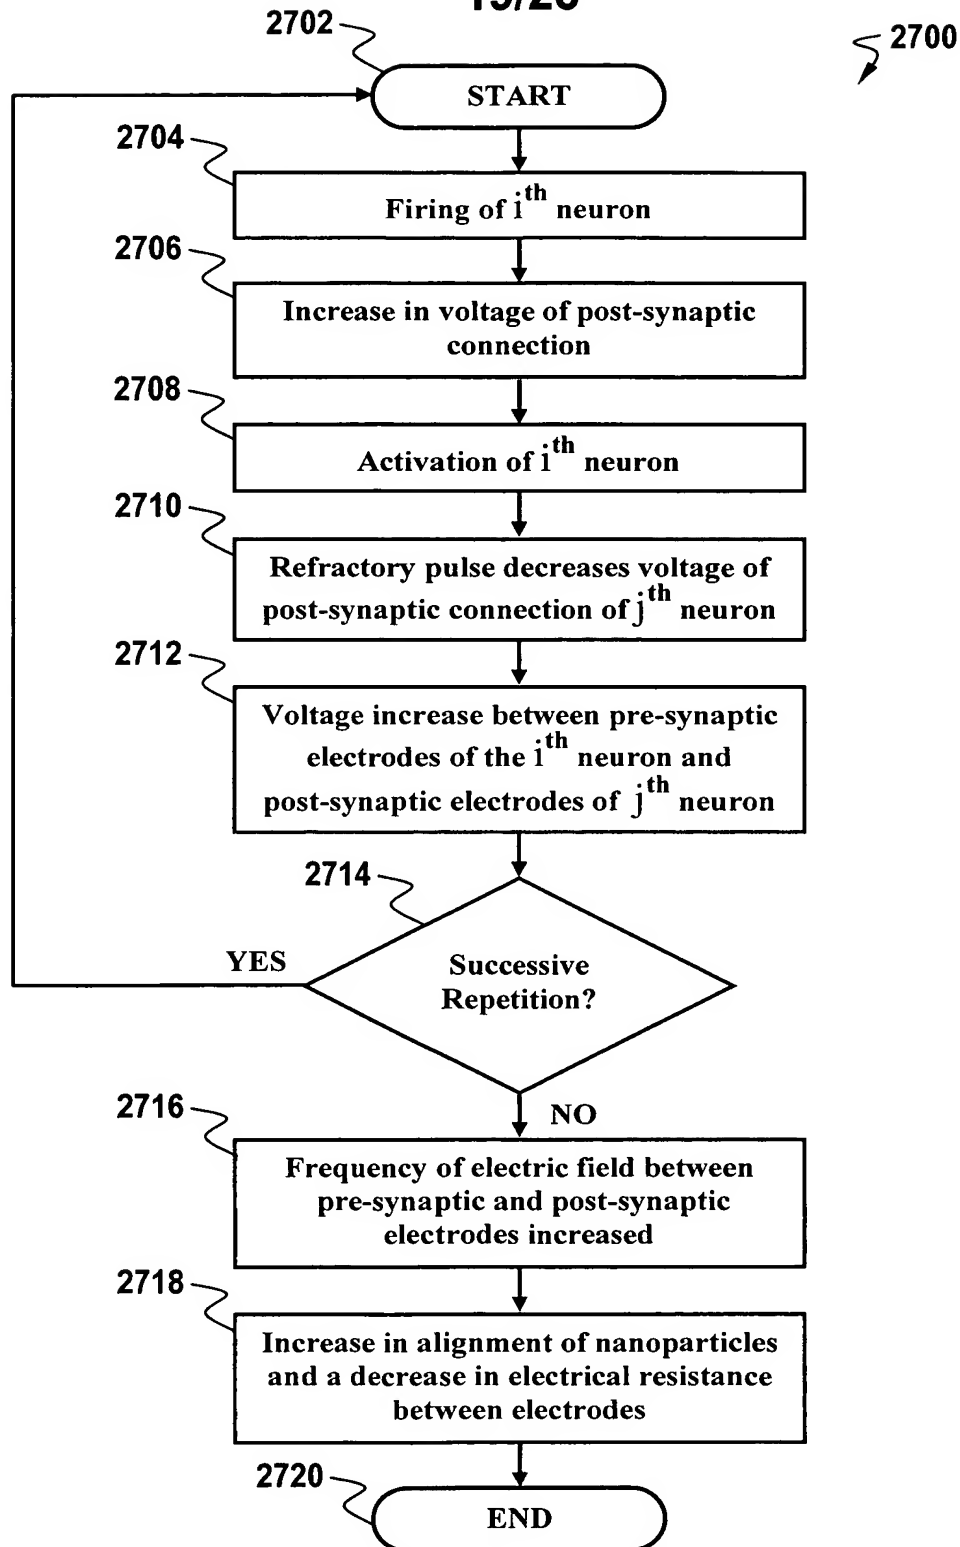 2702
2700
START
2704
Firing of i^th neuron
2706
Increase in voltage of post-synaptic
connection
2708
Activation of i^th neuron
2710
Refractory pulse decreases voltage of
post-synaptic connection of j^th neuron
2712
Voltage increase between pre-synaptic
electrodes of the i^th neuron and
post-synaptic electrodes of j^th neuron
2714
YES
Successive
Repetition?
NO
2716
Frequency of electric field between
pre-synaptic and post-synaptic
electrodes increased
2718
Increase in alignment of nanoparticles
and a decrease in electrical resistance
between electrodes
2720
END